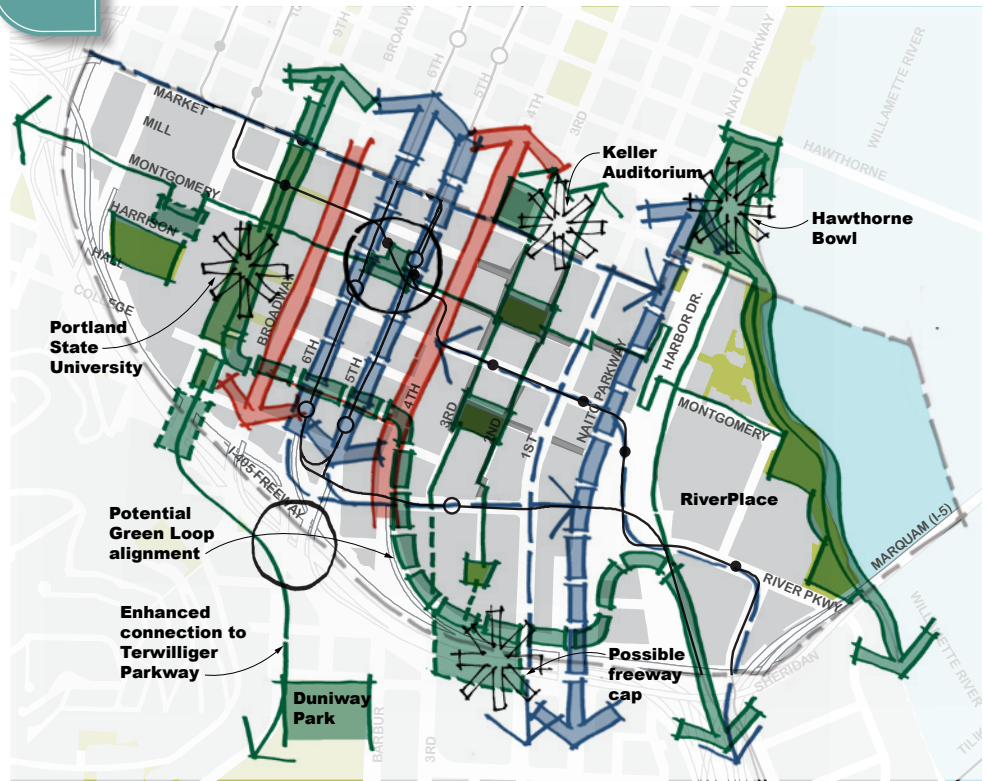 9TH
BROADWAY
6TH
5TH
4TH
3RD
NAITO PARKWAY
WILLAMETTE RIVER
HAWTHORNE
MARKET
MILL
MONTGOMERY
HARRISON
HALL
COLLEGE
Keller
Auditorium
Hawthorne
Bowl
Portland
State
University
BROADWAY
6TH
5TH
4TH
3RD
2ND
1ST
NAITO PARKWAY
HARBOR DR.
MONTGOMERY
RiverPlace
I-405 FREEWAY
MARQUAM (I-5)
RIVER PKWY
Potential
Green Loop
alignment
Enhanced
connection to
Terwilliger
Parkway
Possible
freeway
cap
SHERIDAN
Duniway
Park
BARBUR
3RD
WILLAMETTE RIVER